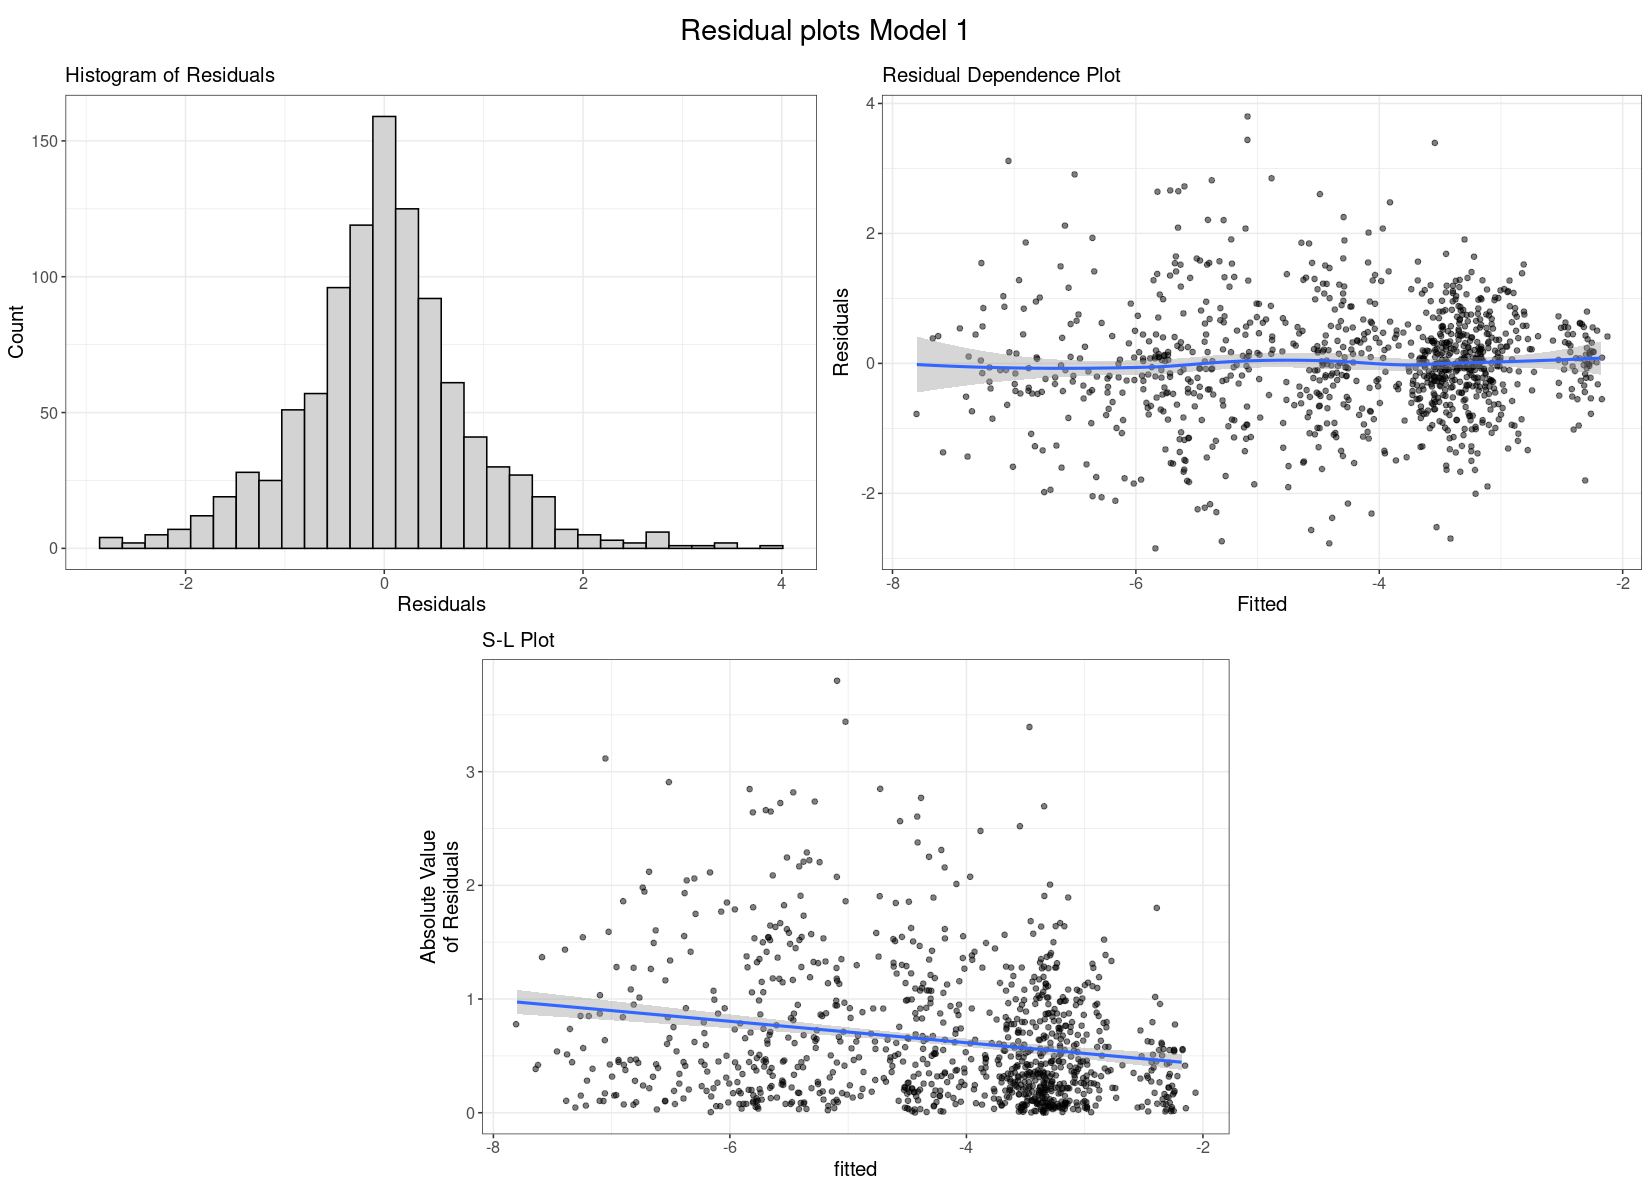 Residual plots Model 1
Histogram of Residuals
150
100
50
0
Count
-2
0
2
4
Residuals
Residual Dependence Plot
4
2
0
-2
Residuals
-8
-6
-4
-2
Fitted
S-L Plot
3
2
1
0
Absolute Value
of Residuals
-8
-6
-4
-2
fitted